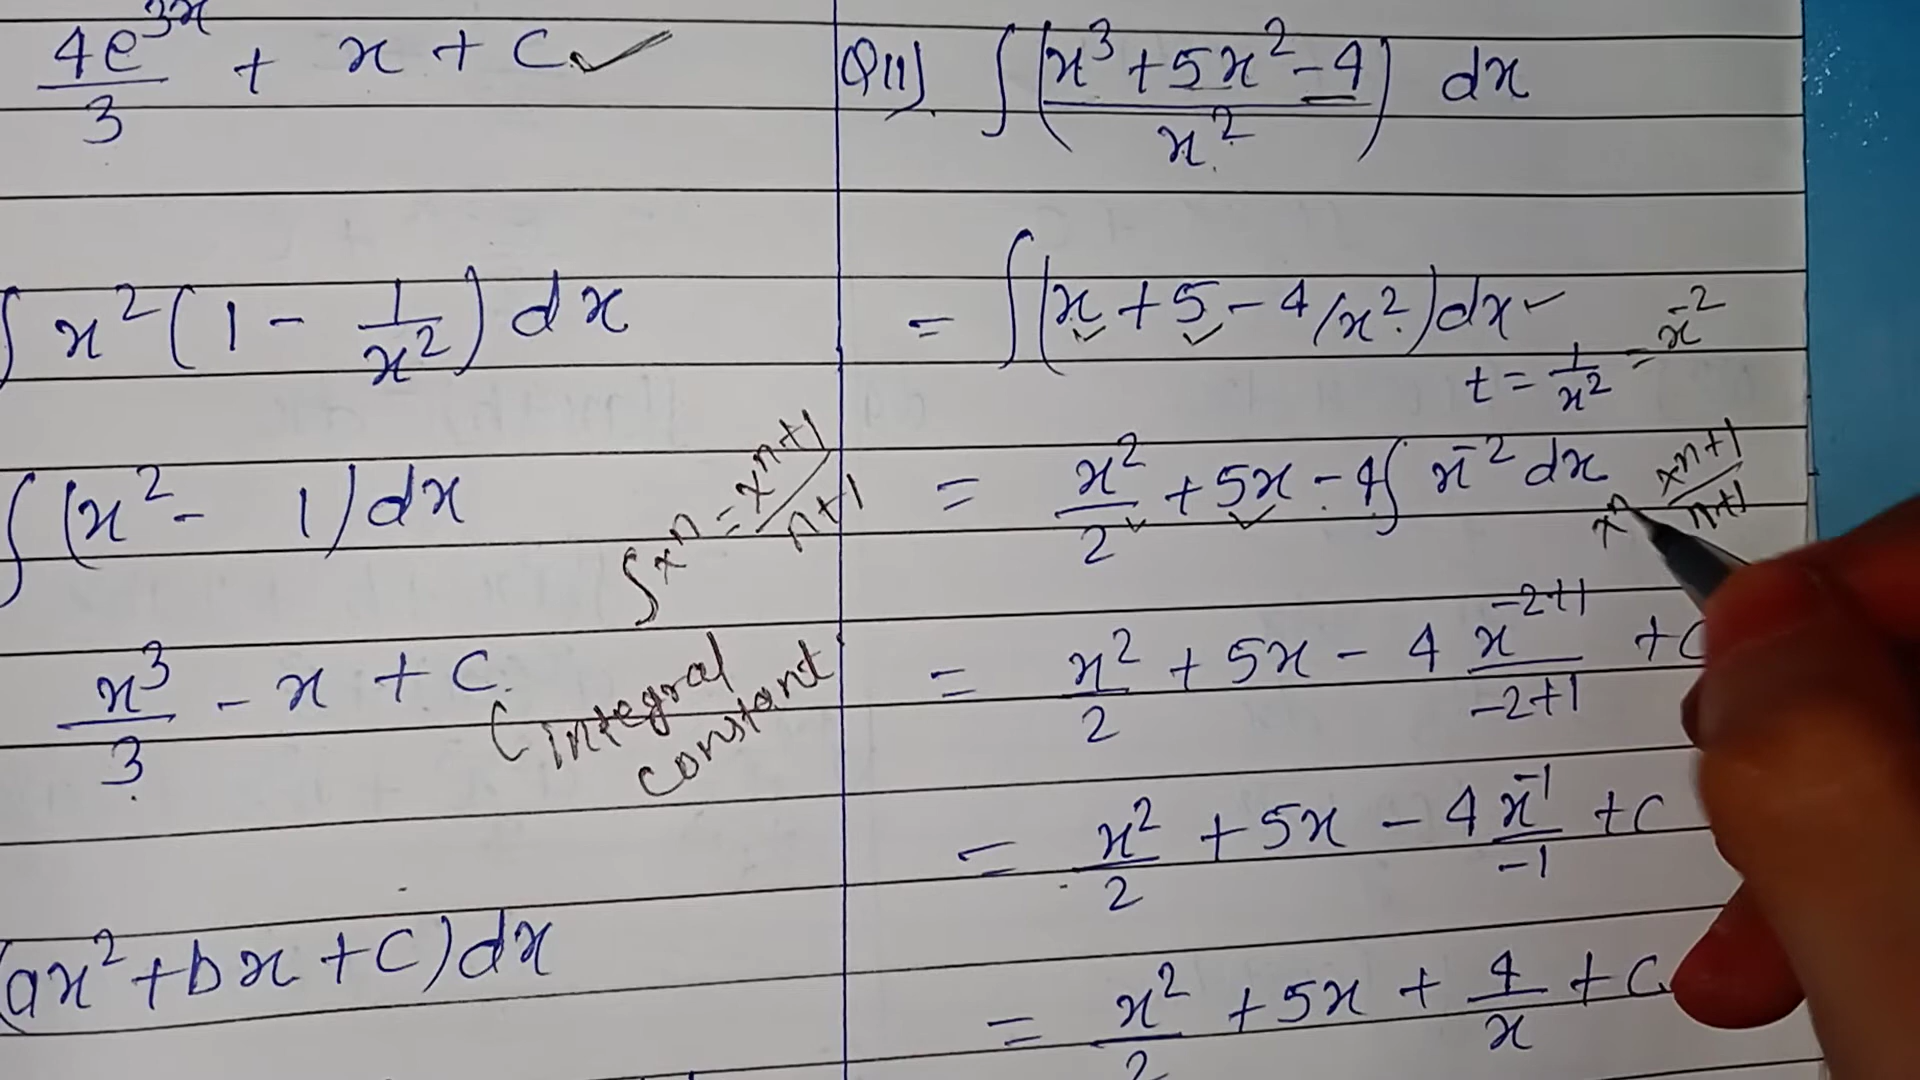 4e^{3x}/3 + x + c ✓
∫ x²(1 - 1/x²) dx
∫(x² - 1) dx
∫xⁿ = x^{n+1}/n+1
x³/3 - x + c.
(integral
constant
(ax² + bx + c) dx
Q11) ∫(x³ + 5x² - 4/x²) dx
= ∫(x + 5 - 4/x²) dx
t = 1/x² = x⁻²
= x²/2 + 5x - 4∫ x⁻² dx
xⁿ x^{n+1}/n+1
= x²/2 + 5x - 4 x^{-2+1}/-2+1 + c
= x²/2 + 5x - 4 x⁻¹/-1 + c
= x²/2 + 5x + 4/x + c.